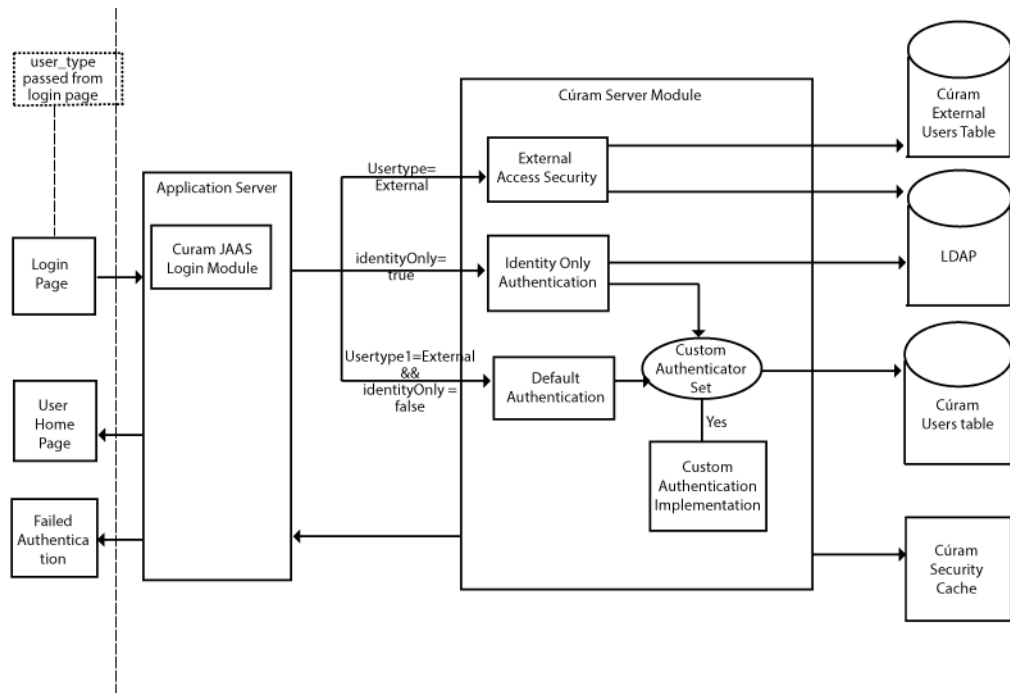 user_type
passed from
login page
Login
Page
User
Home
Page
Failed
Authentica
tion
Application Server
Curam JAAS
Login Module
Usertype=
External
identityOnly=
true
Usertype1=External
&&
identityOnly =
false
Cúram Server Module
External
Access Security
Identity Only
Authentication
Default
Authentication
Custom
Authenticator
Set
Yes
Custom
Authentication
Implementation
Cúram
External
Users Table
LDAP
Cúram
Users table
Cúram
Security
Cache